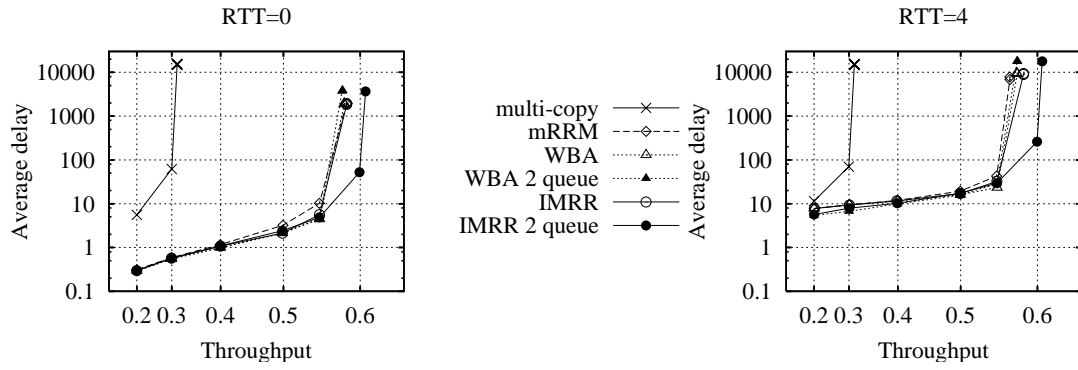 RTT=0
Average delay
10000
1000
100
10
1
0.1
0.2 0.3 0.4 0.5 0.6
Throughput
multi-copy
mRRM
WBA
WBA 2 queue
IMRR
IMRR 2 queue
RTT=4
Average delay
10000
1000
100
10
1
0.1
0.2 0.3 0.4 0.5 0.6
Throughput